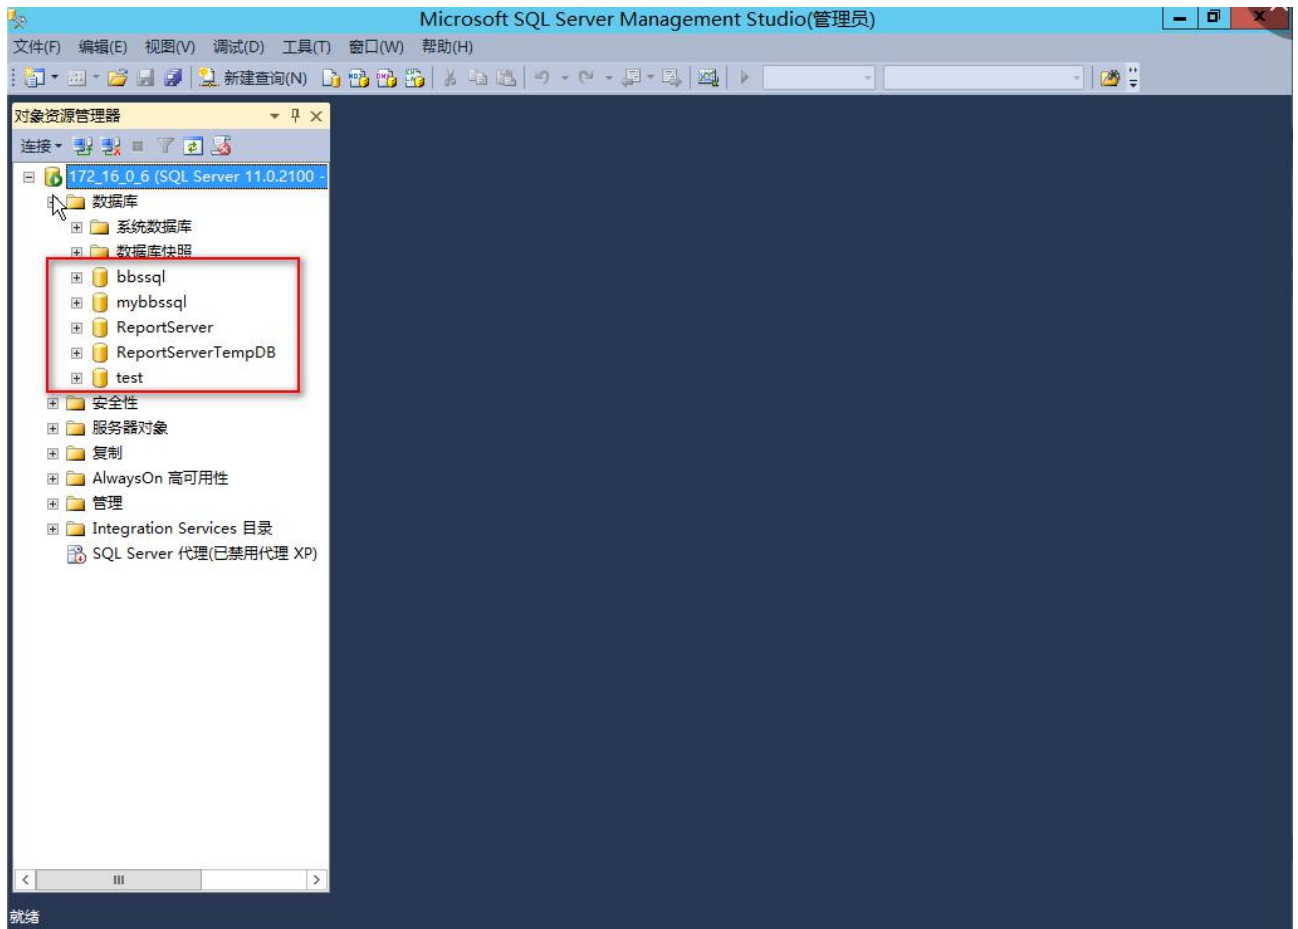 Microsoft SQL Server Management Studio(管理员)
文件(F) 编辑(E) 视图(V) 调试(D) 工具(T) 窗口(W) 帮助(H)
新建查询(N)
对象资源管理器
连接
172_16_0_6 (SQL Server 11.0.2100 -
数据库
系统数据库
数据库快照
bbssql
mybbssql
ReportServer
ReportServerTempDB
test
安全性
服务器对象
复制
AlwaysOn 高可用性
管理
Integration Services 目录
SQL Server 代理(已禁用代理 XP)
就绪